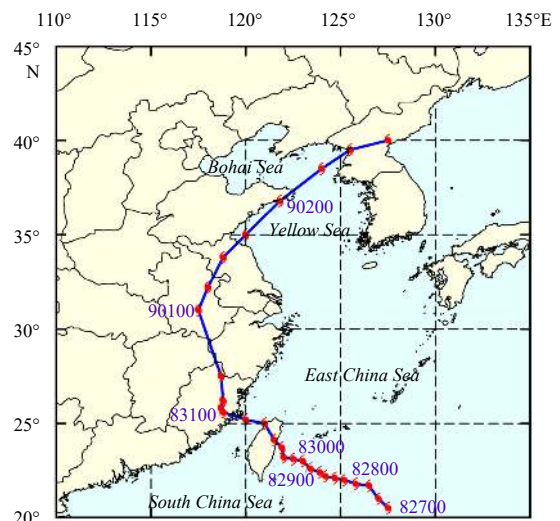 110° 115° 120° 125° 130° 135°E
45°
N
40°
Bohai Sea
90200
35°
Yellow Sea
90100
30°
East China Sea
25°
83100
83000
82900
82800
82700
South China Sea
20°